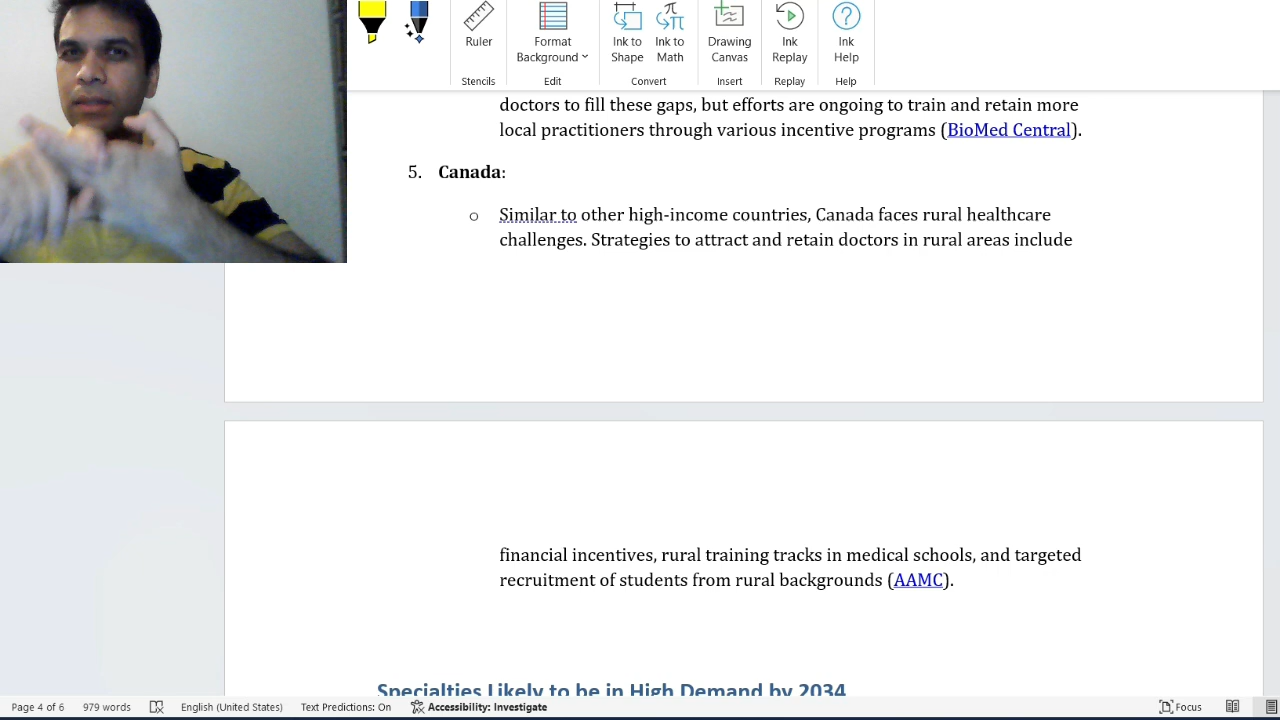 Ruler
Format
Background
Ink to
Shape
Ink to
Math
Drawing
Canvas
Ink
Replay
Ink
Help
Stencils
Edit
Convert
Insert
Replay
Help
doctors to fill these gaps, but efforts are ongoing to train and retain more
local practitioners through various incentive programs (BioMed Central).
5. Canada:
o Similar to other high-income countries, Canada faces rural healthcare
challenges. Strategies to attract and retain doctors in rural areas include
financial incentives, rural training tracks in medical schools, and targeted
recruitment of students from rural backgrounds (AAMC).
Specialties Likely to be in High Demand by 2034
Page 4 of 6 979 words English (United States) Text Predictions: On Accessibility: Investigate Focus